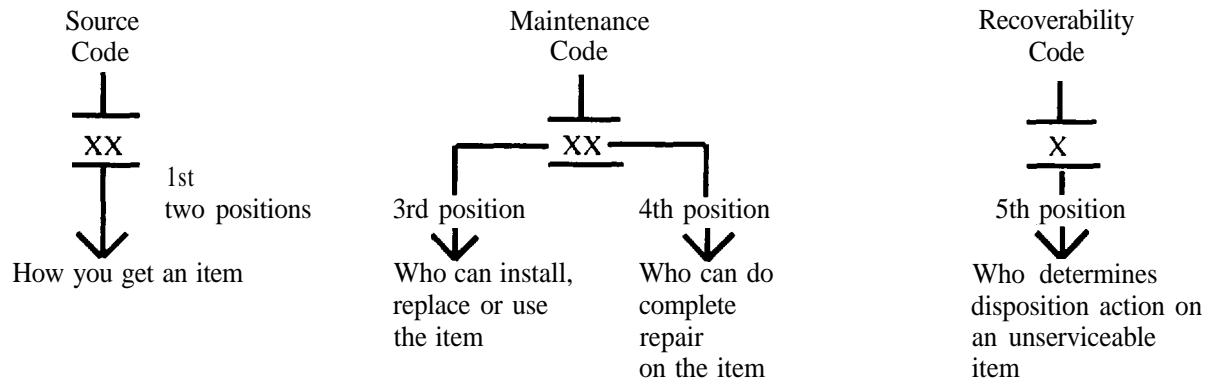 Source
Code
XX
1st
two positions
How you get an item
Maintenance
Code
XX
3rd position
Who can install,
replace or use
the item
4th position
Who can do
complete
repair
on the item
Recoverability
Code
X
5th position
Who determines
disposition action on
an unserviceable
item